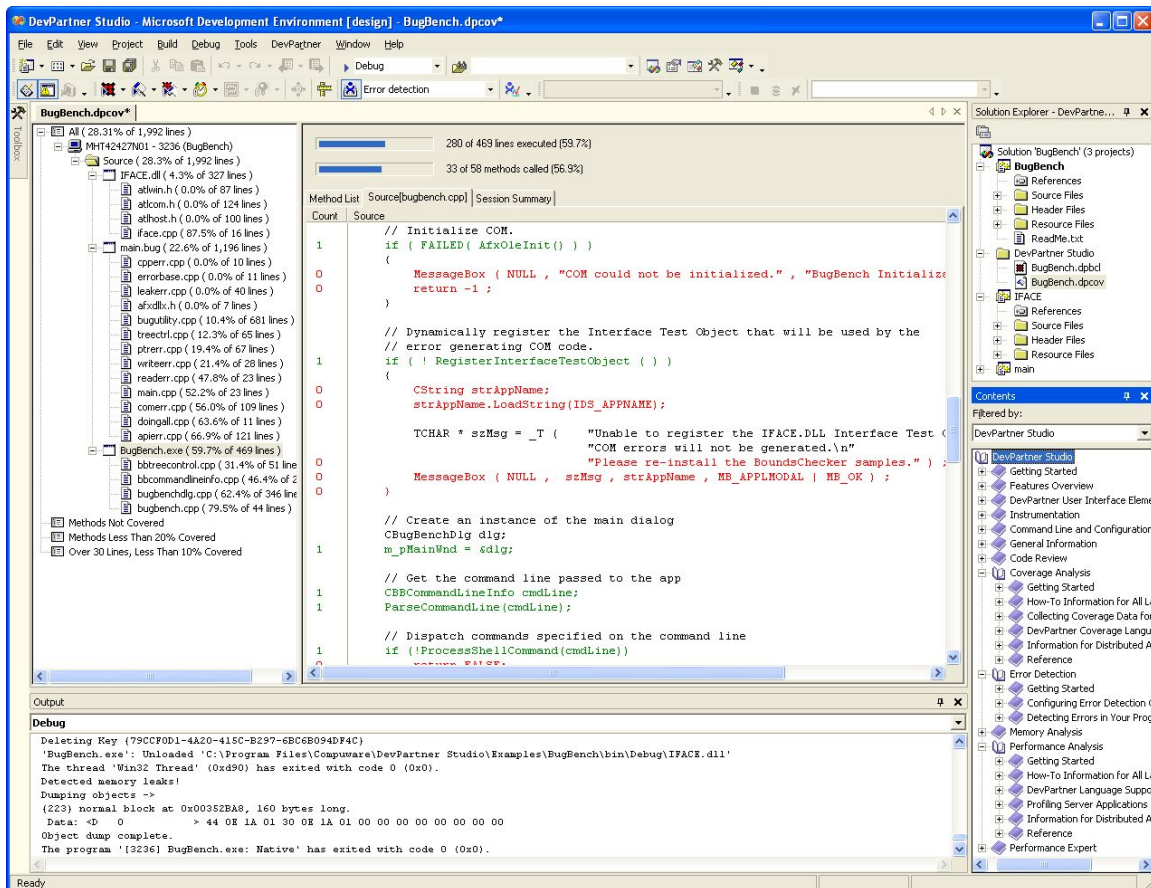 DevPartner Studio - Microsoft Development Environment [design] - BugBench.dpcov*
File Edit View Project Build Debug Tools DevPartner Window Help
Debug
Error detection
Toolbox
BugBench.dpcov*
All ( 28.31% of 1,992 lines )
MHT42427N01 - 3236 (BugBench)
Source ( 28.3% of 1,992 lines )
IFACE.dll ( 4.3% of 327 lines )
atlwin.h ( 0.0% of 87 lines )
atlcom.h ( 0.0% of 124 lines )
atlhost.h ( 0.0% of 100 lines )
iface.cpp ( 87.5% of 16 lines )
main.bug ( 22.6% of 1,196 lines )
cpperr.cpp ( 0.0% of 10 lines )
errorbase.cpp ( 0.0% of 11 lines )
leakerr.cpp ( 0.0% of 40 lines )
afxdllx.h ( 0.0% of 7 lines )
bugutility.cpp ( 10.4% of 681 lines )
treectrl.cpp ( 12.3% of 65 lines )
ptrerr.cpp ( 19.4% of 67 lines )
writeerr.cpp ( 21.4% of 28 lines )
readerr.cpp ( 47.8% of 23 lines )
main.cpp ( 52.2% of 23 lines )
comerr.cpp ( 56.0% of 109 lines )
doingall.cpp ( 63.6% of 11 lines )
apierr.cpp ( 66.9% of 121 lines )
BugBench.exe ( 59.7% of 469 lines )
bbtreecontrol.cpp ( 31.4% of 51 line
bbcommandlineinfo.cpp ( 46.4% of 2
bugbenchdlg.cpp ( 62.4% of 346 line
bugbench.cpp ( 79.5% of 44 lines )
Methods Not Covered
Methods Less Than 20% Covered
Over 30 Lines, Less Than 10% Covered
280 of 469 lines executed (59.7%)
33 of 58 methods called (56.9%)
Method List Source[bugbench.cpp] Session Summary
Count Source
// Initialize COM.
1 if ( FAILED( AfxOleInit() ) )
{
0 MessageBox ( NULL , "COM could not be initialized." , "BugBench Initializa
0 return -1 ;
}
// Dynamically register the Interface Test Object that will be used by the
// error generating COM code.
1 if ( ! RegisterInterfaceTestObject ( ) )
{
0 CString strAppName;
0 strAppName.LoadString(IDS_APPNAME);
TCHAR * szMsg = _T ( "Unable to register the IFACE.DLL Interface Test
"COM errors will not be generated.\n"
0 "Please re-install the BoundsChecker samples." ) ;
0 MessageBox ( NULL , szMsg , strAppName , MB_APPLMODAL | MB_OK ) ;
0 }
// Create an instance of the main dialog
CBugBenchDlg dlg;
1 m_pMainWnd = &dlg;
// Get the command line passed to the app
1 CBBCommandLineInfo cmdLine;
1 ParseCommandLine(cmdLine);
// Dispatch commands specified on the command line
1 if (!ProcessShellCommand(cmdLine))
0 return FALSE;
Solution Explorer - DevPartne...
Solution 'BugBench' (3 projects)
BugBench
References
Source Files
Header Files
Resource Files
ReadMe.txt
DevPartner Studio
BugBench.dpbcl
BugBench.dpcov
IFACE
References
Source Files
Header Files
Resource Files
main
Contents
Filtered by:
DevPartner Studio
DevPartner Studio
Getting Started
Features Overview
DevPartner User Interface Eleme
Instrumentation
Command Line and Configuration
General Information
Code Review
Coverage Analysis
Getting Started
How-To Information for All La
Collecting Coverage Data for
DevPartner Coverage Langu
Information for Distributed A
Reference
Error Detection
Getting Started
Configuring Error Detection
Detecting Errors in Your Prog
Memory Analysis
Performance Analysis
Getting Started
How-To Information for All La
DevPartner Language Suppo
Profiling Server Applications
Information for Distributed A
Reference
Performance Expert
Output
Debug
Deleting Key {79CCF0D1-4A20-415C-B297-6BC6B094DF4C}
'BugBench.exe': Unloaded 'C:\Program Files\Compuware\DevPartner Studio\Examples\BugBench\bin\Debug\IFACE.dll'
The thread 'Win32 Thread' (0xd90) has exited with code 0 (0x0).
Detected memory leaks!
Dumping objects ->
{223} normal block at 0x00352BA8, 160 bytes long.
Data: <D 0 > 44 0E 1A 01 30 0E 1A 01 00 00 00 00 00 00 00 00
Object dump complete.
The program '[3236] BugBench.exe: Native' has exited with code 0 (0x0).
Ready